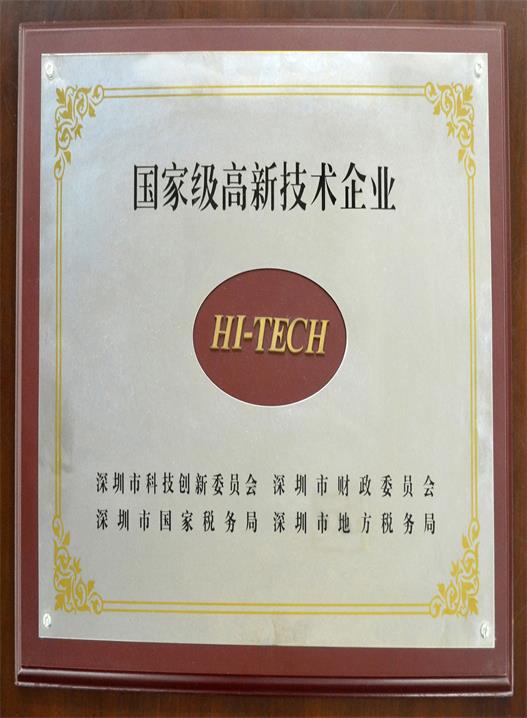 国家级高新技术企业
HI-TECH
深圳市科技创新委员会 深圳市财政委员会
深圳市国家税务局 深圳市地方税务局